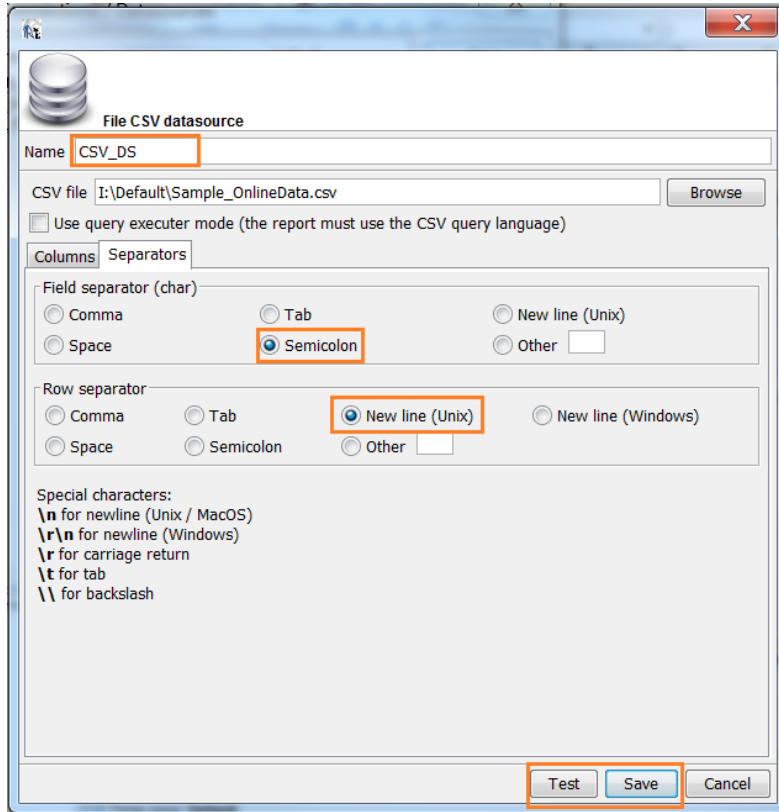 File CSV datasource
Name CSV_DS
CSV file I:\Default\Sample_OnlineData.csv Browse
Use query executer mode (the report must use the CSV query language)
Columns Separators
Field separator (char)
Comma Tab New line (Unix)
Space Semicolon Other
Row separator
Comma Tab New line (Unix) New line (Windows)
Space Semicolon Other
Special characters:
\n for newline (Unix / MacOS)
\r\n for newline (Windows)
\r for carriage return
\t for tab
\\ for backslash
Test Save Cancel